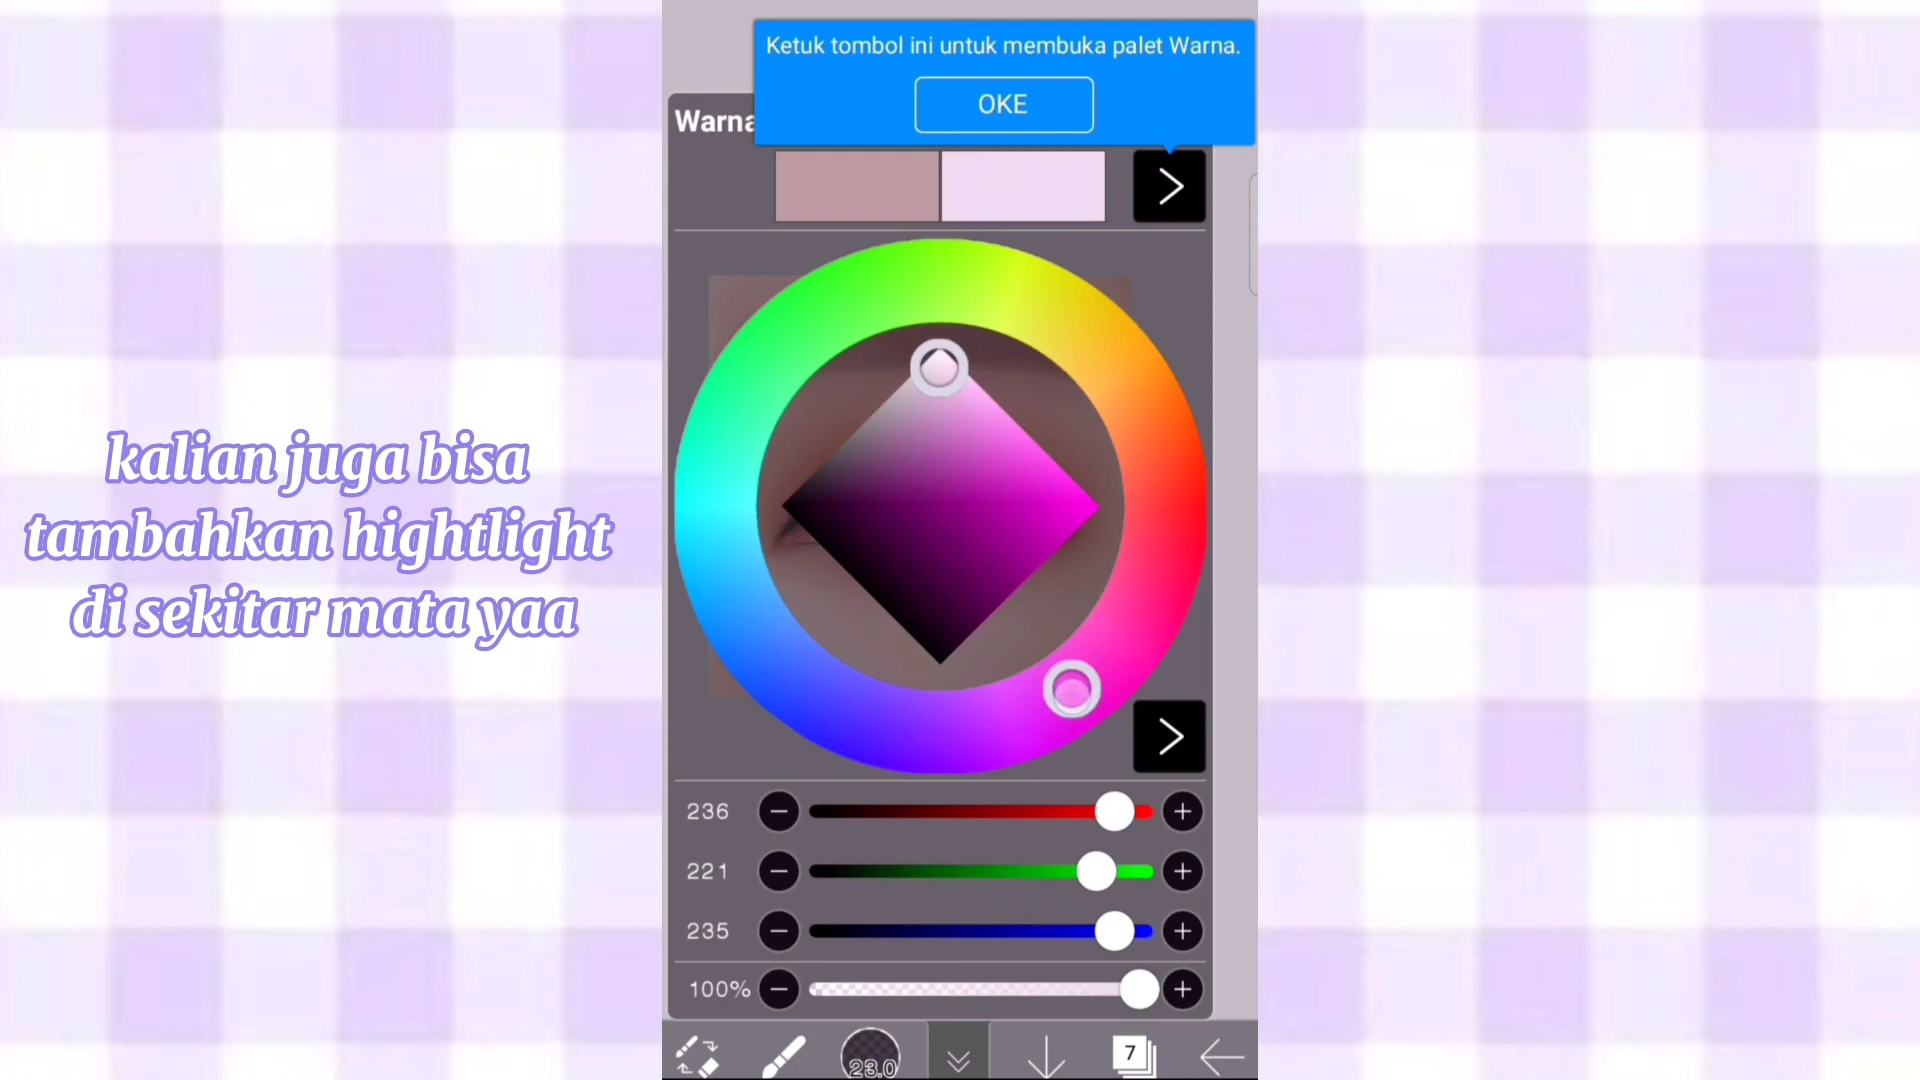 Ketuk tombol ini untuk membuka palet Warna.
OKE
Warna
kalian juga bisa
tambahkan hightlight
di sekitar mata yaa
236
221
235
100%
23.0
7